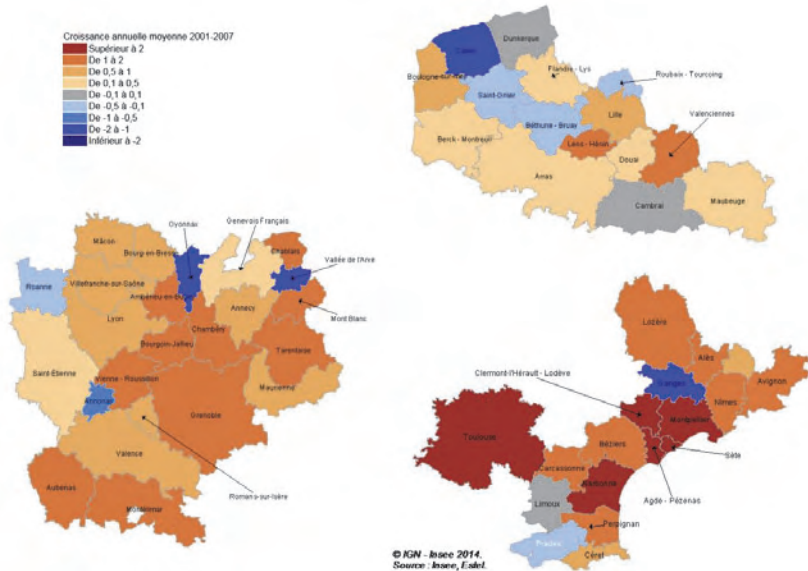 Croissance annuelle moyenne 2001-2007
Supérieur à 2
De 1 à 2
De 0,5 à 1
De 0,1 à 0,5
De -0,1 à 0,1
De -0,5 à -0,1
De -1 à -0,5
De -2 à -1
Inférieur à -2
Calais
Dunkerque
Boulogne-sur-Mer
Flandre - Lys
Roubaix - Tourcoing
Saint-Omer
Lille
Béthune - Bruay
Valenciennes
Berck - Montreuil
Lens - Hénin
Douai
Arras
Cambrai
Maubeuge
Oyonnax
Genevois Français
Mâcon
Bourg-en-Bresse
Chablais
Vallée de l'Arve
Roanne
Villefranche-sur-Saône
Ambérieu-en-Bugey
Annecy
Mont Blanc
Lyon
Chambéry
Bourgoin-Jallieu
Tarentaise
Saint-Étienne
Vienne - Roussillon
Maurienne
Annonay
Grenoble
Valence
Romans-sur-Isère
Aubenas
Montélimar
Lozère
Alès
Clermont-l'Hérault - Lodève
Ganges
Avignon
Nîmes
Toulouse
Montpellier
Béziers
Sète
Carcassonne
Narbonne
Agde - Pézenas
Limoux
Perpignan
Prades
Céret
© IGN - Insee 2014.
Source : Insee, Estel.